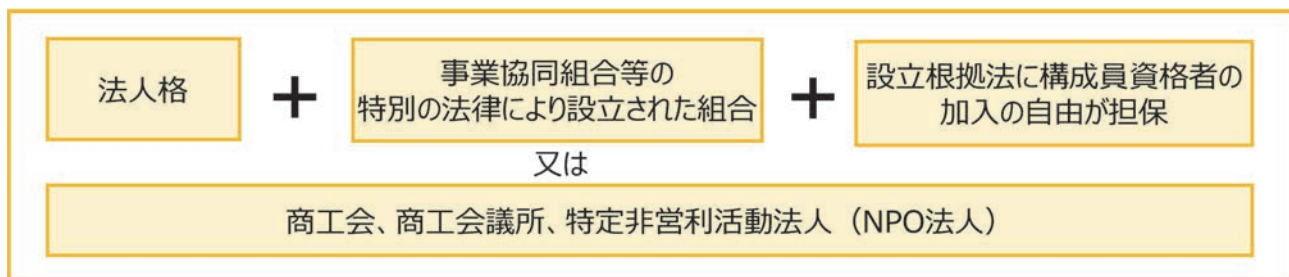 法人格
+
事業協同組合等の
特別の法律により設立された組合
+
設立根拠法に構成員資格者の
加入の自由が担保
又は
商工会、商工会議所、特定非営利活動法人（NPO法人）